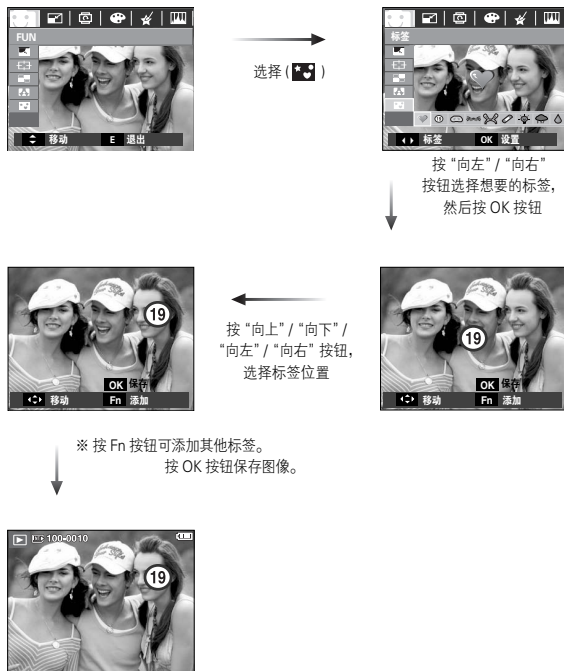 FUN
移动 E 退出
选择 ( )
标签
标签 OK 设置
按 “向左” / “向右”
按钮选择想要的标签,
然后按 OK 按钮
19
OK 保存
移动 Fn 添加
按 “向上” / “向下” /
“向左” / “向右” 按钮,
选择标签位置
19
OK 保存
移动 Fn 添加
※ 按 Fn 按钮可添加其他标签。
按 OK 按钮保存图像。
100-0010
19